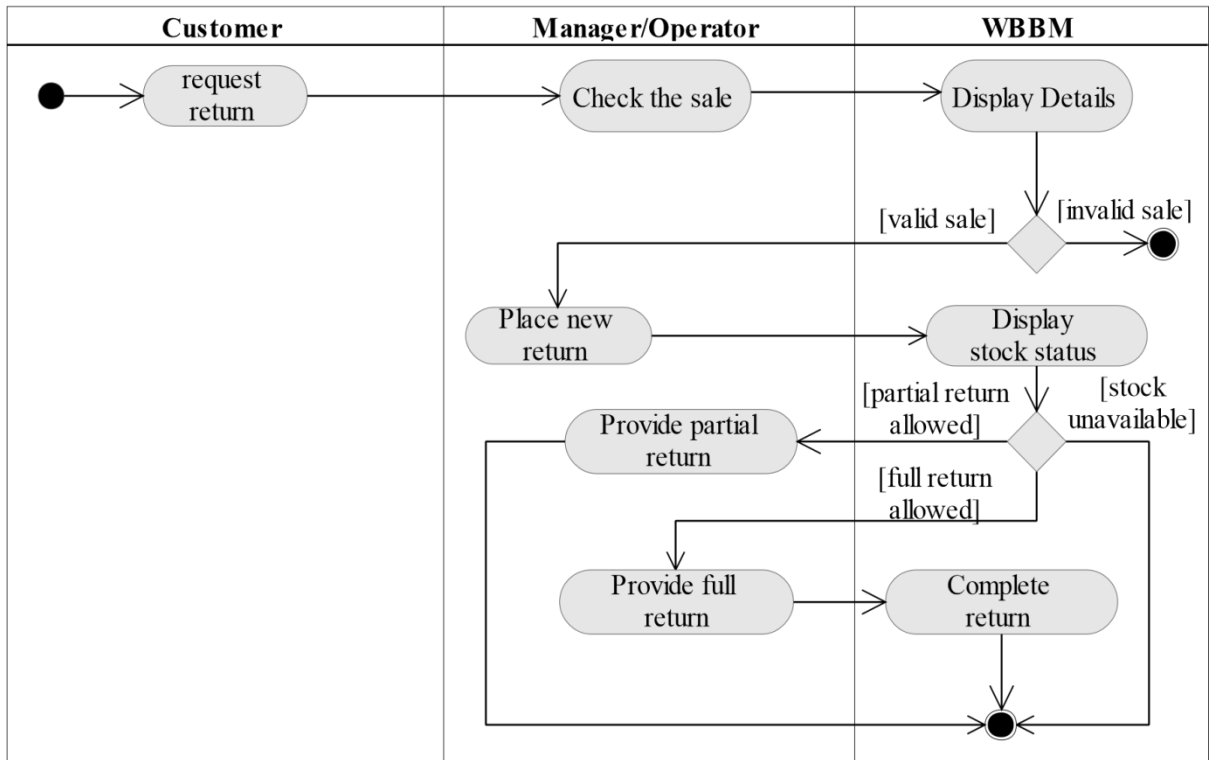 Customer
Manager/Operator
WBBM
request
return
Check the sale
Display Details
[valid sale]
[invalid sale]
Place new
return
Display
stock status
[partial return
allowed]
[stock
unavailable]
Provide partial
return
[full return
allowed]
Provide full
return
Complete
return